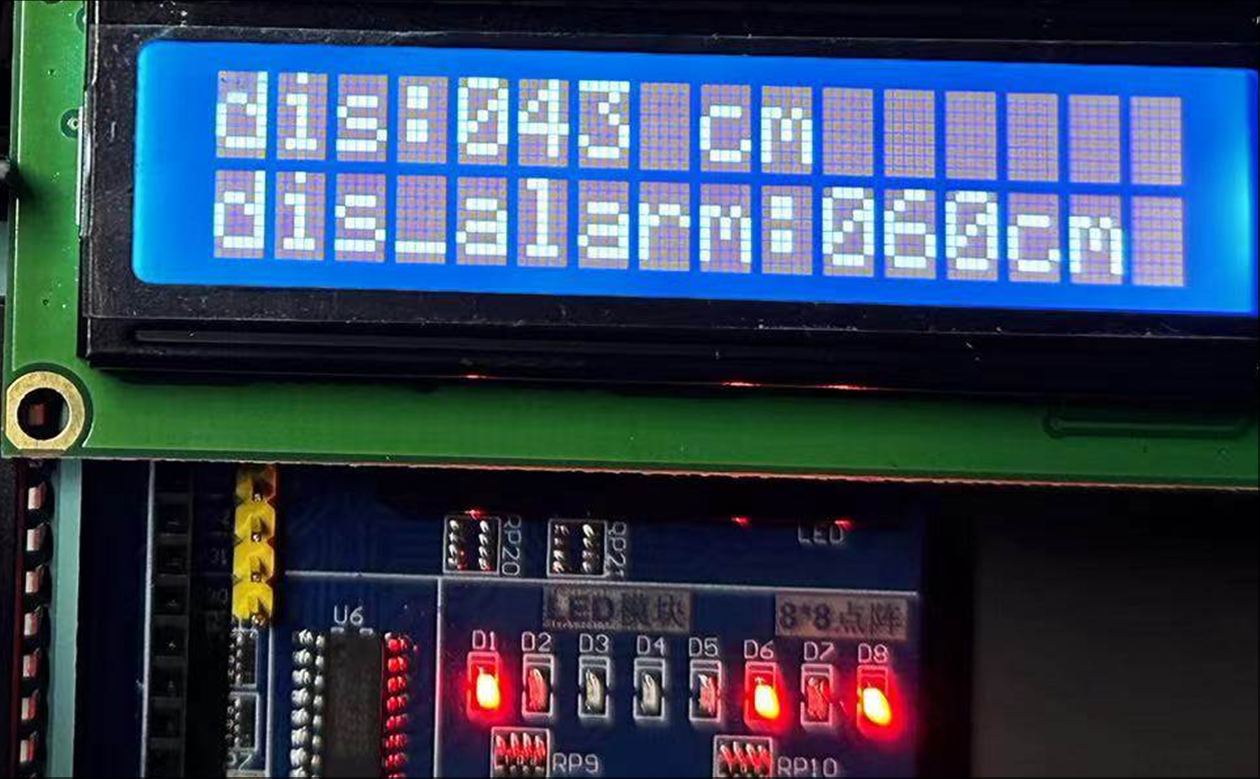 dis:043 cm
dis_alarm:060cm
RP20
RP21
LED
LED模块
8*8点阵
U6
D1 D2 D3 D4 D5 D6 D7 D8
RP9
RP10